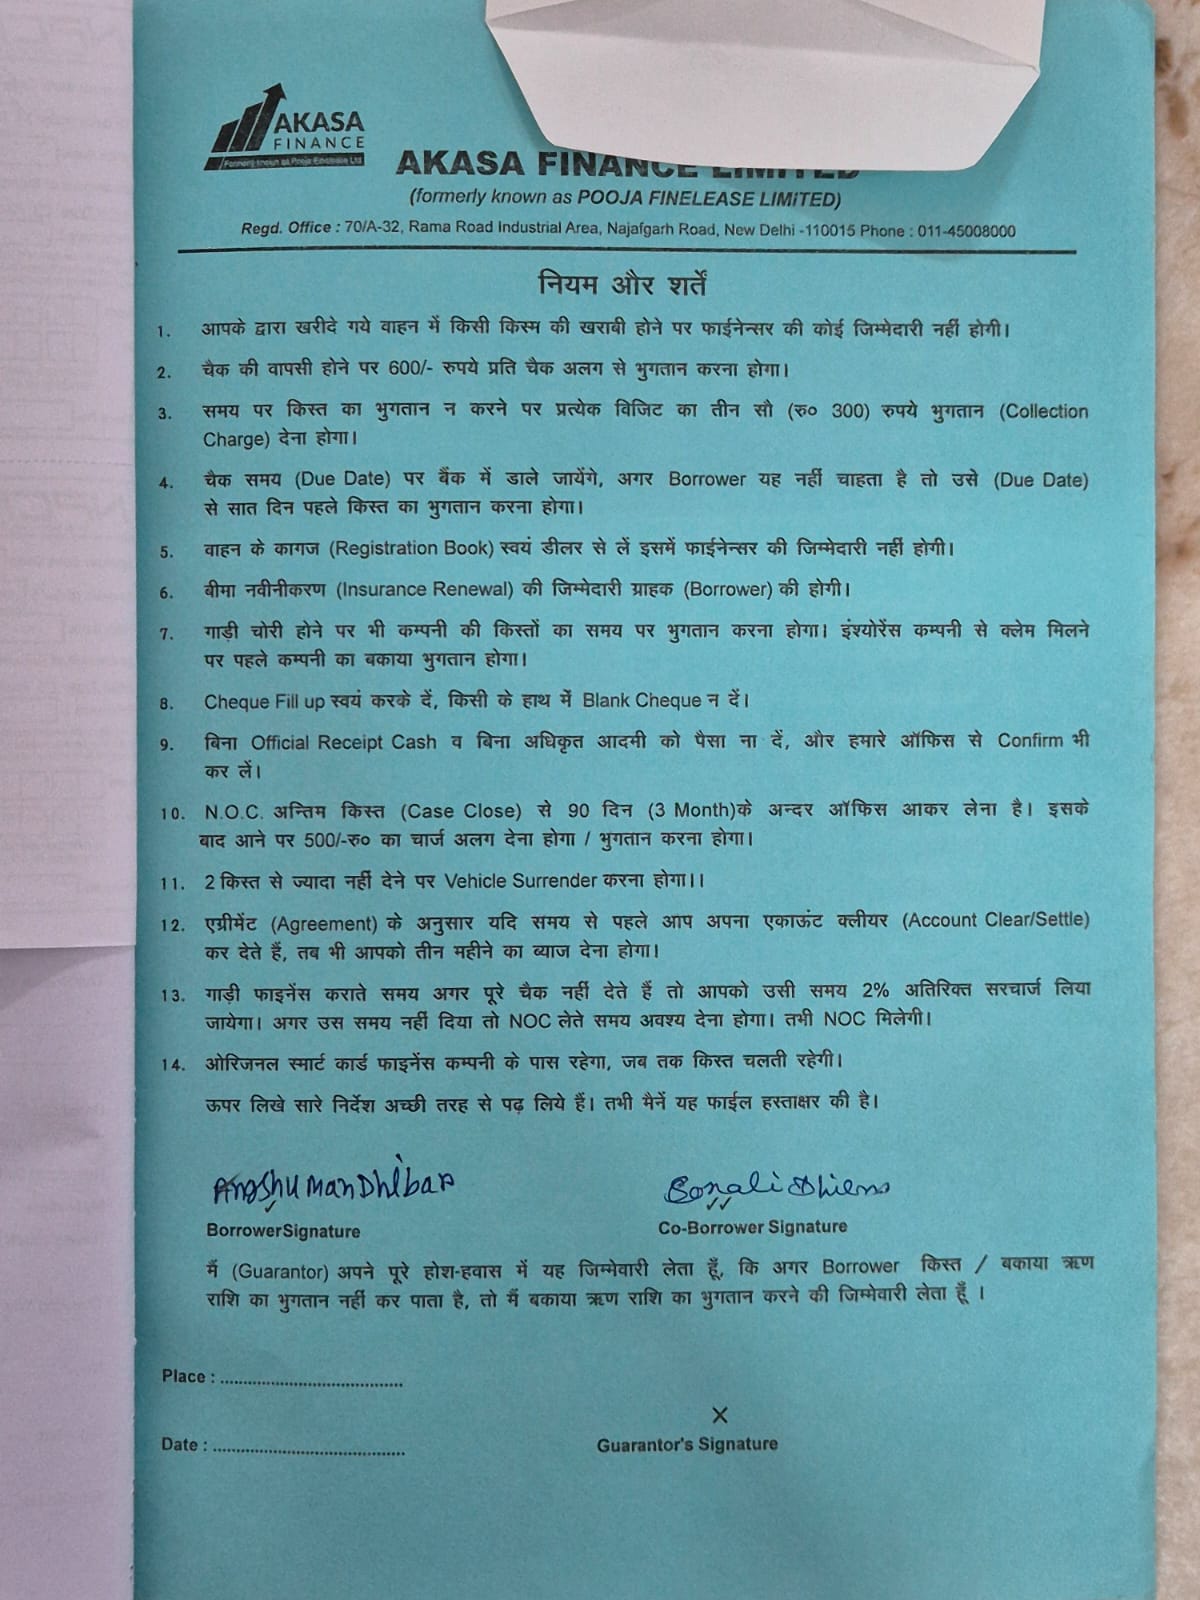 AKASA
FINANCE
Formerly known as Pooja Finelease Ltd
AKASA FINANCE LIMITED
(formerly known as POOJA FINELEASE LIMiTED)
Regd. Office : 70/A-32, Rama Road Industrial Area, Najafgarh Road, New Delhi -110015 Phone : 011-45008000
नियम और शर्तें
1. आपके द्वारा खरीदे गये वाहन में किसी किस्म की खराबी होने पर फाईनेन्सर की कोई जिम्मेदारी नहीं होगी।
2. चैक की वापसी होने पर 600/- रुपये प्रति चैक अलग से भुगतान करना होगा।
3. समय पर किस्त का भुगतान न करने पर प्रत्येक विजिट का तीन सौ (रु० 300) रुपये भुगतान (Collection
Charge) देना होगा।
4. चैक समय (Due Date) पर बैंक में डाले जायेंगे, अगर Borrower यह नहीं चाहता है तो उसे (Due Date)
से सात दिन पहले किस्त का भुगतान करना होगा।
5. वाहन के कागज (Registration Book) स्वयं डीलर से लें इसमें फाईनेन्सर की जिम्मेदारी नहीं होगी।
6. बीमा नवीनीकरण (Insurance Renewal) की जिम्मेदारी ग्राहक (Borrower) की होगी।
7. गाड़ी चोरी होने पर भी कम्पनी की किस्तों का समय पर भुगतान करना होगा। इंश्योरेंस कम्पनी से क्लेम मिलने
पर पहले कम्पनी का बकाया भुगतान होगा।
8. Cheque Fill up स्वयं करके दें, किसी के हाथ में Blank Cheque न दें।
9. बिना Official Receipt Cash व बिना अधिकृत आदमी को पैसा ना दें, और हमारे ऑफिस से Confirm भी
कर लें।
10. N.O.C. अन्तिम किस्त (Case Close) से 90 दिन (3 Month)के अन्दर ऑफिस आकर लेना है। इसके
बाद आने पर 500/-रु० का चार्ज अलग देना होगा / भुगतान करना होगा।
11. 2 किस्त से ज्यादा नहीं देने पर Vehicle Surrender करना होगा।।
12. एग्रीमेंट (Agreement) के अनुसार यदि समय से पहले आप अपना एकाऊंट क्लीयर (Account Clear/Settle)
कर देते हैं, तब भी आपको तीन महीने का ब्याज देना होगा।
13. गाड़ी फाइनेंस कराते समय अगर पूरे चैक नहीं देते हैं तो आपको उसी समय 2% अतिरिक्त सरचार्ज लिया
जायेगा। अगर उस समय नहीं दिया तो NOC लेते समय अवश्य देना होगा। तभी NOC मिलेगी।
14. ओरिजनल स्मार्ट कार्ड फाइनेंस कम्पनी के पास रहेगा, जब तक किस्त चलती रहेगी।
ऊपर लिखे सारे निर्देश अच्छी तरह से पढ़ लिये हैं। तभी मैनें यह फाईल हस्ताक्षर की है।
Angshuman Dhibar Sonali
BorrowerSignature Co-Borrower Signature
मैं (Guarantor) अपने पूरे होश-हवास में यह जिम्मेवारी लेता हूँ, कि अगर Borrower किस्त / बकाया ऋण
राशि का भुगतान नहीं कर पाता है, तो मैं बकाया ऋण राशि का भुगतान करने की जिम्मेवारी लेता हूँ ।
Place : ........................................
X
Date : ..........................................
Guarantor's Signature